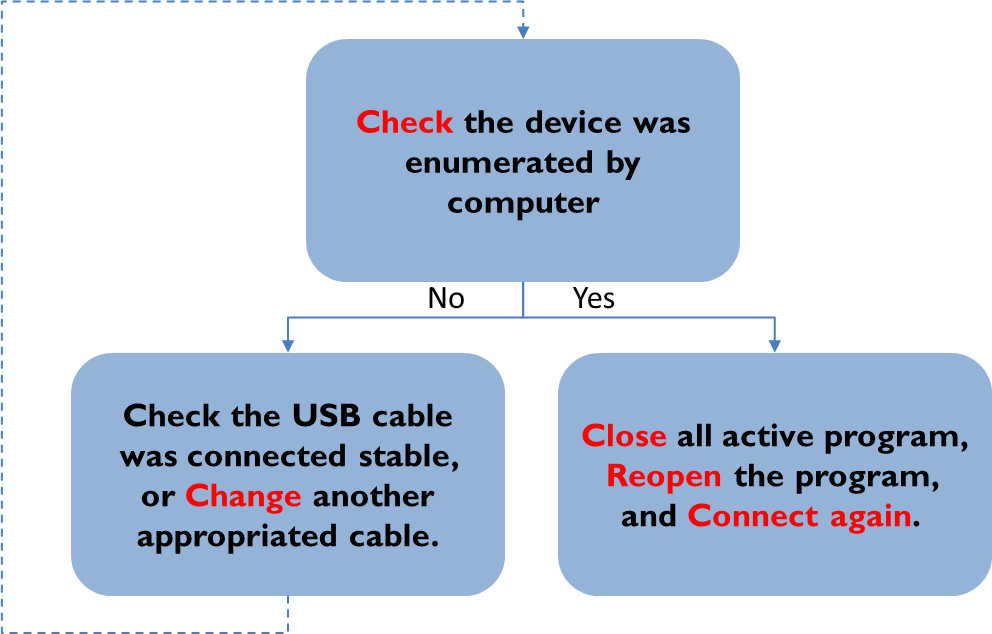 Check the device was
enumerated by
computer
No
Yes
Check the USB cable
was connected stable,
or Change another
appropriated cable.
Close all active program,
Reopen the program,
and Connect again.